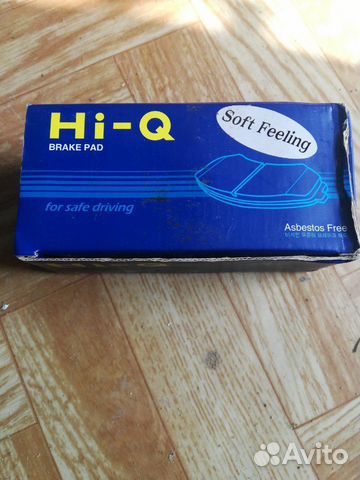 Hi-Q
BRAKE PAD
Soft Feeling
for safe driving
Asbestos Free
Avito